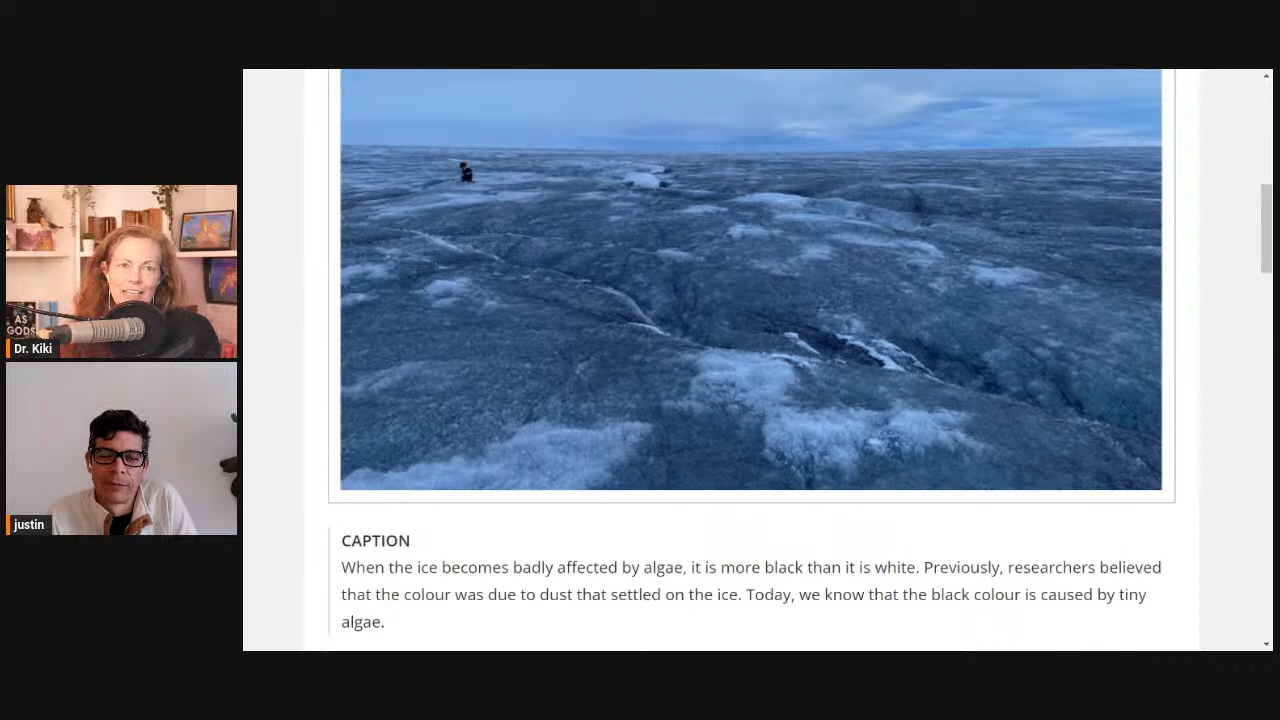 AS
GODS
Dr. Kiki
justin
CAPTION
When the ice becomes badly affected by algae, it is more black than it is white. Previously, researchers believed
that the colour was due to dust that settled on the ice. Today, we know that the black colour is caused by tiny
algae.